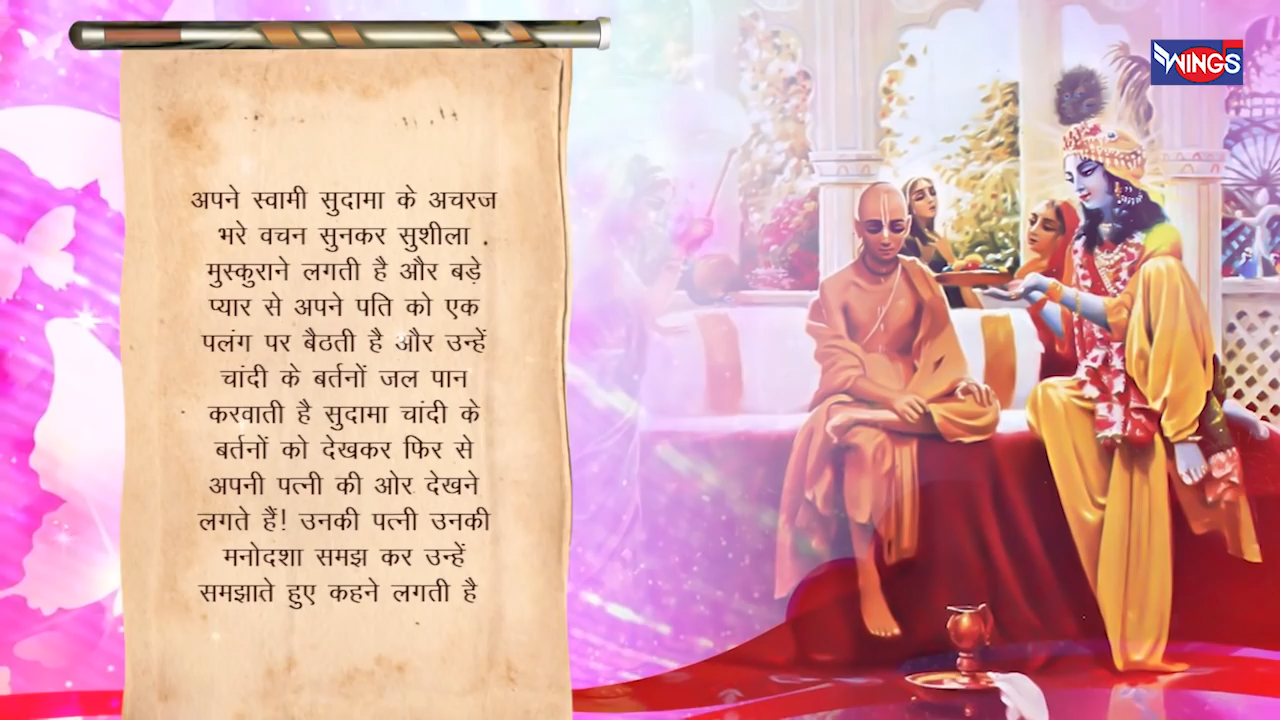 WINGS
अपने स्वामी सुदामा के अचरज
भरे वचन सुनकर सुशीला
मुस्कुराने लगती है और बड़े
प्यार से अपने पति को एक
पलंग पर बैठती है और उन्हें
चांदी के बर्तनों जल पान
करवाती है सुदामा चांदी के
बर्तनों को देखकर फिर से
अपनी पत्नी की ओर देखने
लगते हैं! उनकी पत्नी उनकी
मनोदशा समझ कर उन्हें
समझाते हुए कहने लगती है